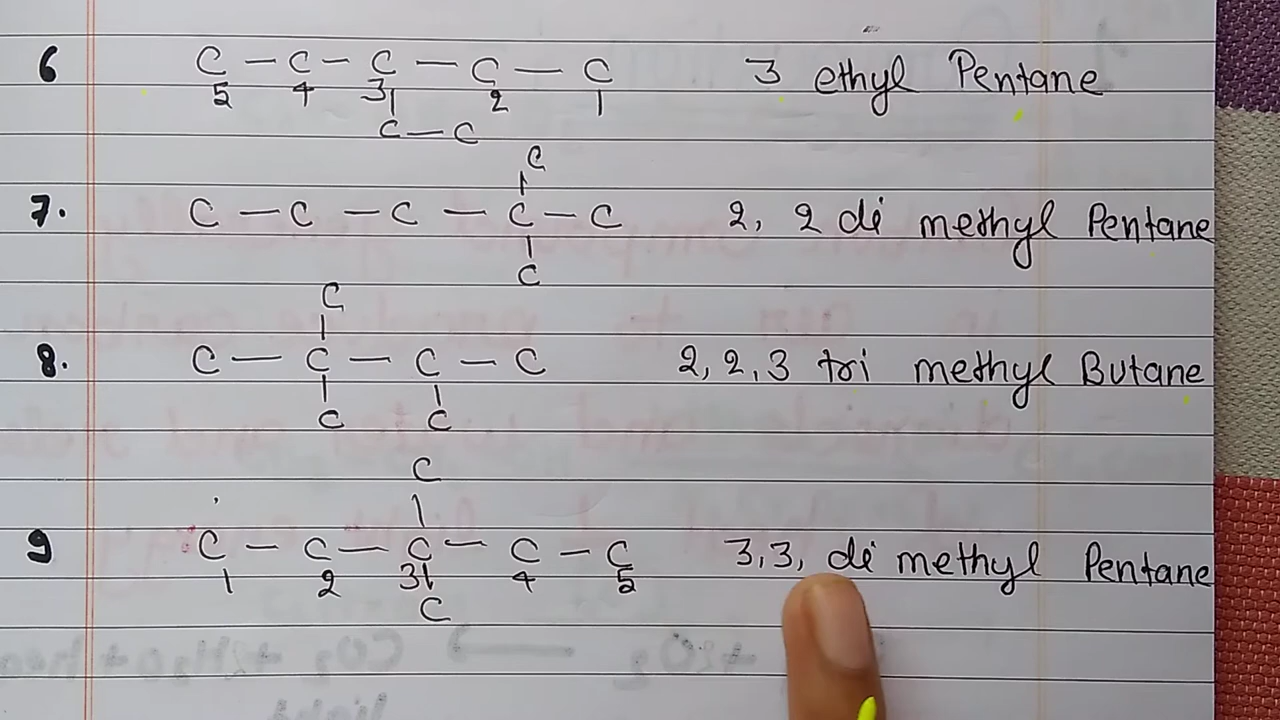 6 C — C — C — C — C 3 ethyl Pentane
5 4 3 2 1
C — C
C
7. C — C — C — C — C 2, 2 di methyl Pentane
C
C
8. C — C — C — C 2, 2, 3 tri methyl Butane
C C
C
9 C — C — C — C — C 3,3, di methyl Pentane
1 2 3 4 5
C